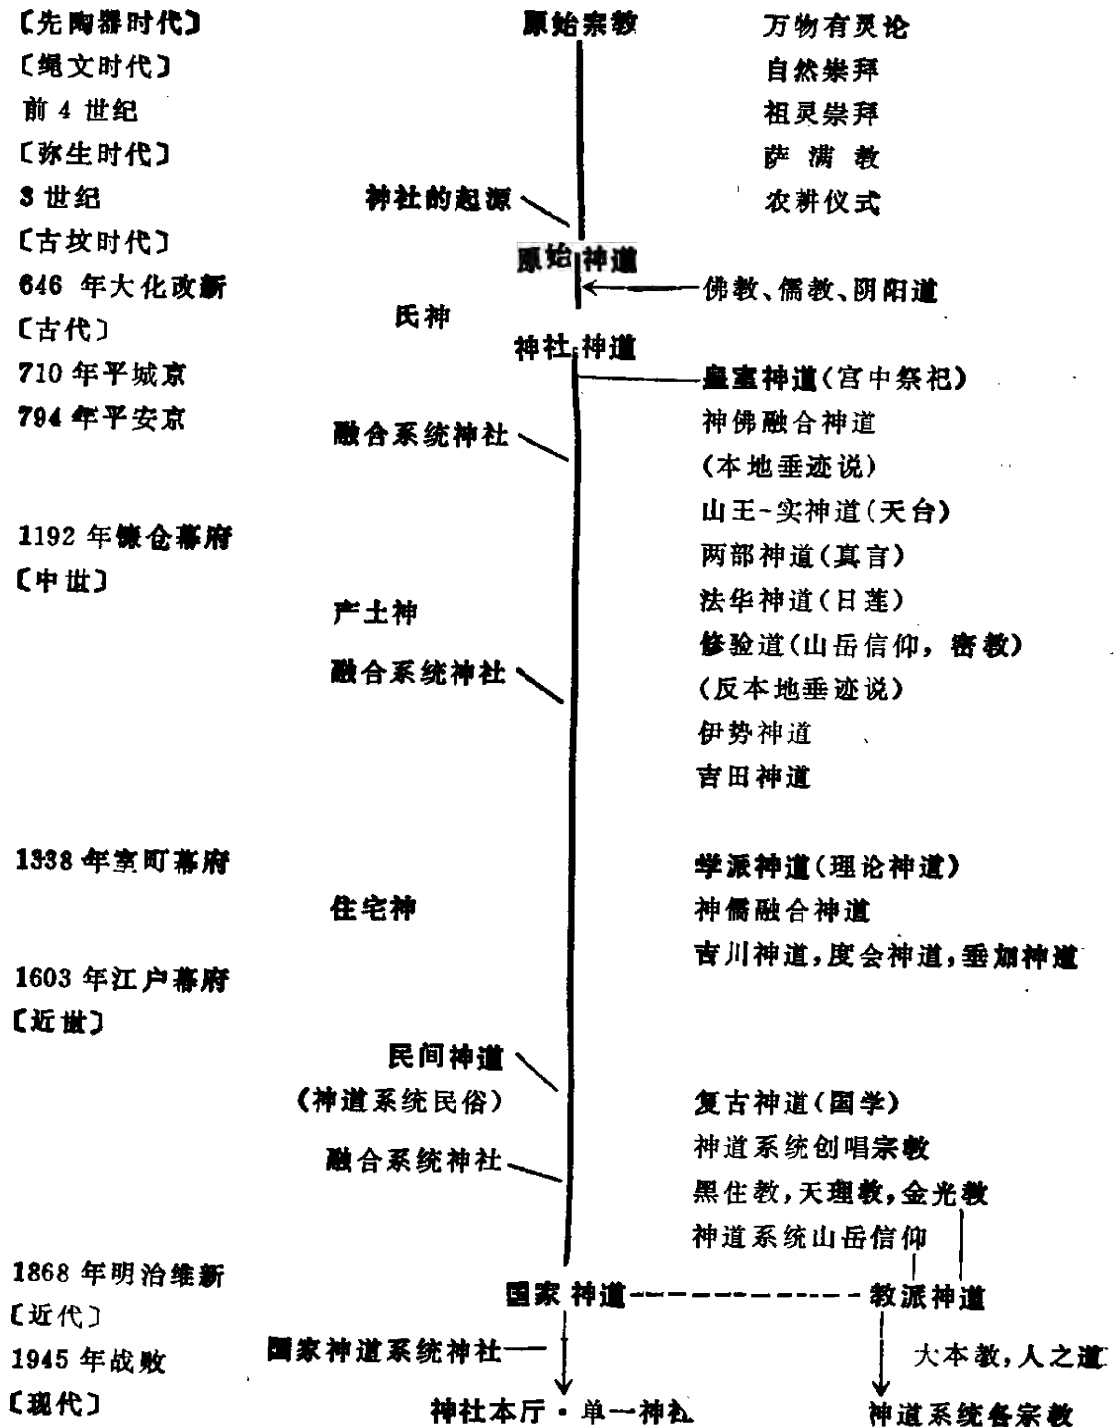 〔先陶器时代〕 原始宗教 万物有灵论
〔绳文时代〕 自然崇拜
前 4 世纪 祖灵崇拜
〔弥生时代〕 萨满教
3 世纪 神社的起源 农耕仪式
〔古坟时代〕 原始神道
646 年大化改新 佛教、儒教、阴阳道
〔古代〕 氏神
神社神道
710 年平城京 皇室神道(宫中祭祀)
794 年平安京 融合系统神社 神佛融合神道
(本地垂迹说)
山王-实神道(天台)
1192 年镰仓幕府 两部神道(真言)
〔中世〕 法华神道(日莲)
产土神
修验道(山岳信仰，密教)
融合系统神社 (反本地垂迹说)
伊势神道
吉田神道
1338 年室町幕府 学派神道(理论神道)
住宅神 神儒融合神道
吉川神道，度会神道，垂加神道
1603 年江户幕府
〔近世〕
民间神道
(神道系统民俗) 复古神道(国学)
融合系统神社 神道系统创唱宗教
黑住教，天理教，金光教
神道系统山岳信仰
1868 年明治维新 国家神道 教派神道
〔近代〕
1945 年战败 国家神道系统神社 大本教，人之道
〔现代〕 神社本厅·单一神社 神道系统各宗教